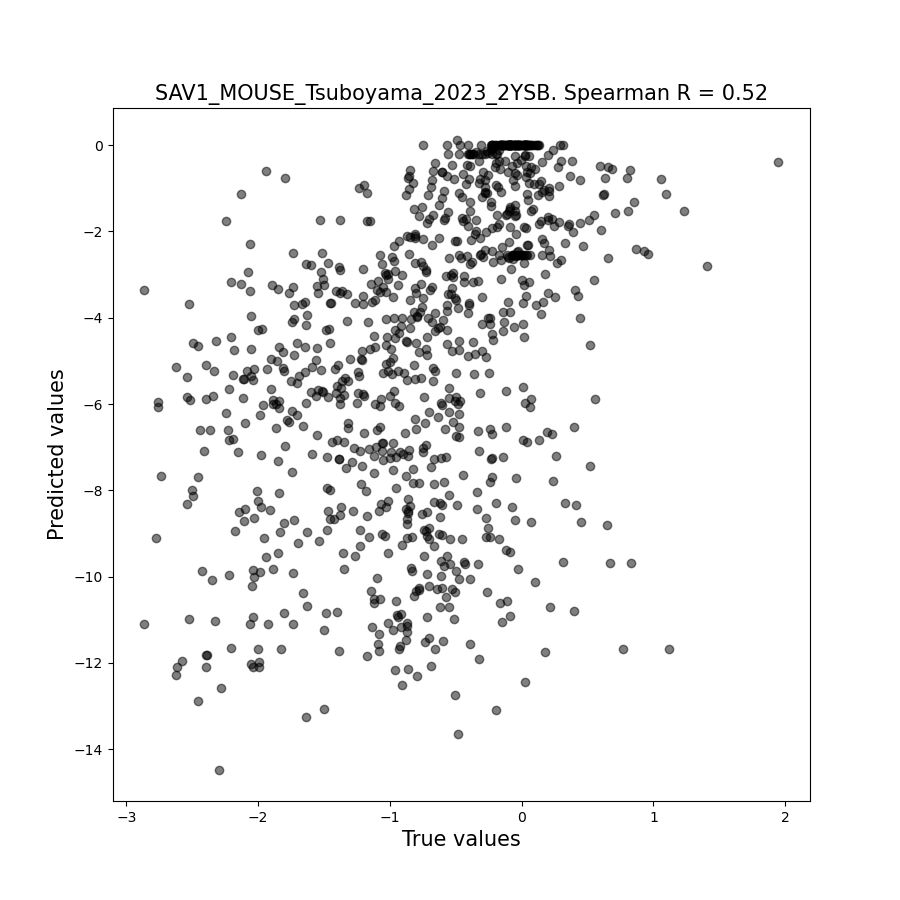 SAV1_MOUSE_Tsuboyama_2023_2YSB. Spearman R = 0.52
0
−2
−4
−6
−8
−10
−12
−14
Predicted values
−3 −2 −1 0 1 2
True values